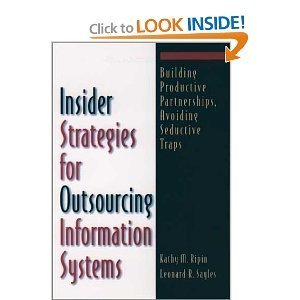 Click to
LOOK INSIDE!
Insider
Strategies
for
Outsourcing
Information
Systems
Building
Productive
Partnerships,
Avoiding
Seductive
Traps
Kathy M. Ripin
Leonard R. Sayles